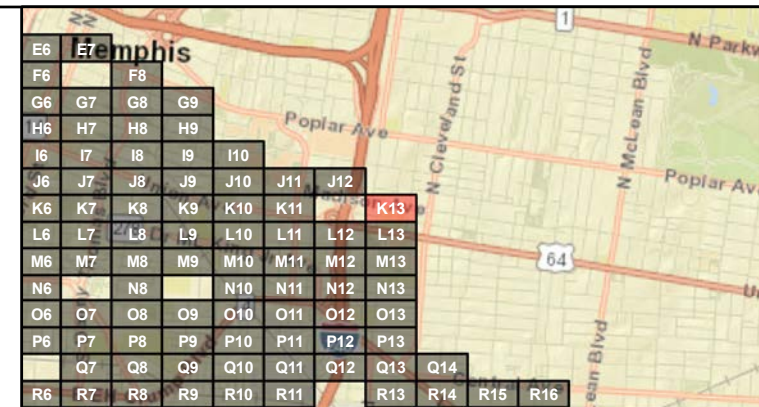 1
N Parkw
E6 E7 Memphis
F6 F8
G6 G7 G8 G9
Poplar Ave
N Cleveland St
N McLean Blvd
H6 H7 H8 H9
I6 I7 I8 I9 I10
Poplar Av
J6 J7 J8 J9 J10 J11 J12
K6 K7 K8 K9 K10 K11 K13
L6 L7 L8 L9 L10 L11 L12 L13
64
M6 M7 M8 M9 M10 M11 M12 M13
N6 N8 N10 N11 N12 N13
O6 O7 O8 O9 O10 O11 O12 O13
P6 P7 P8 P9 P10 P11 P12 P13
ean Blvd
Q7 Q8 Q9 Q10 Q11 Q12 Q13 Q14
Central Ave
R6 R7 R8 R9 R10 R11 R13 R14 R15 R16